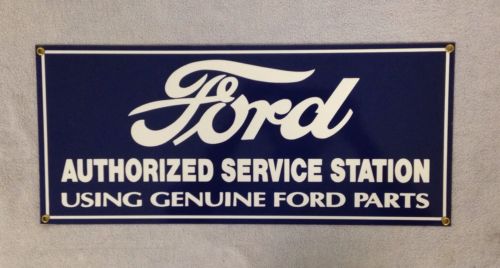 Ford
AUTHORIZED SERVICE STATION
USING GENUINE FORD PARTS